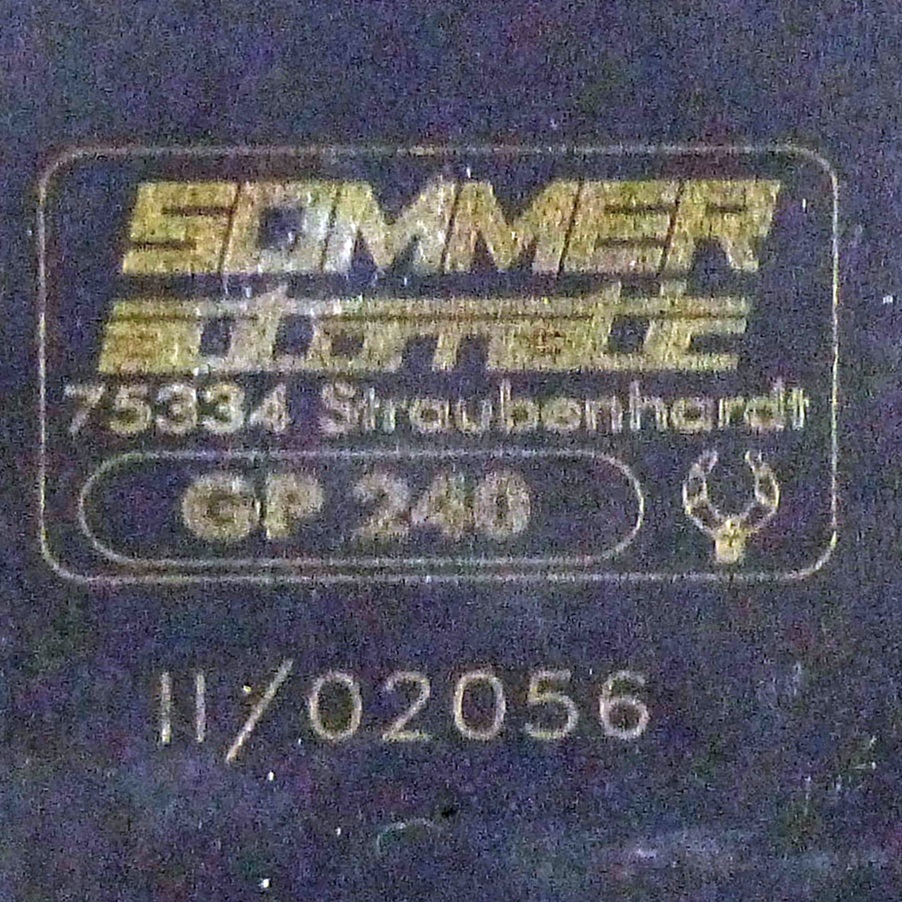 SOMMER
automatic
75334 Straubenhardt
GP 240
II/02056